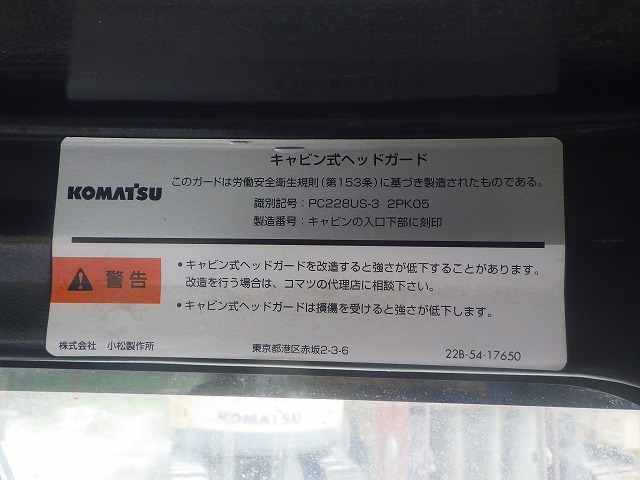 キャビン式ヘッドガード
KOMATSU
このガードは労働安全衛生規則(第153条)に基づき製造されたものである。
識別記号:PC228US-3 2PK05
製造番号:キャビンの入口下部に刻印
警告
・キャビン式ヘッドガードを改造すると強さが低下することがあります。
改造を行う場合は、コマツの代理店に相談下さい。
・キャビン式ヘッドガードは損傷を受けると強さが低下します。
株式会社 小松製作所 東京都港区赤坂2-3-6 22B-54-17650
KOMATSU